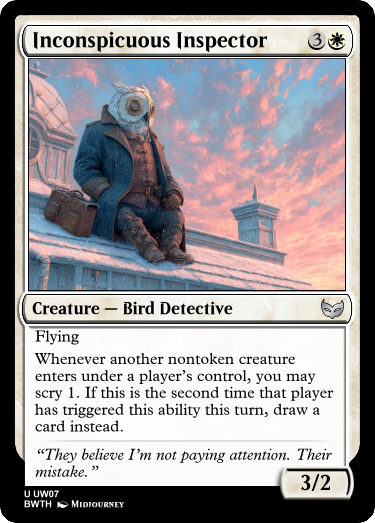 Inconspicuous Inspector 3
Creature — Bird Detective
Flying
Whenever another nontoken creature
enters under a player's control, you may
scry 1. If this is the second time that player
has triggered this ability this turn, draw a
card instead.
“They believe I'm not paying attention. Their
mistake.”
3/2
U UW07
BWTH Midjourney